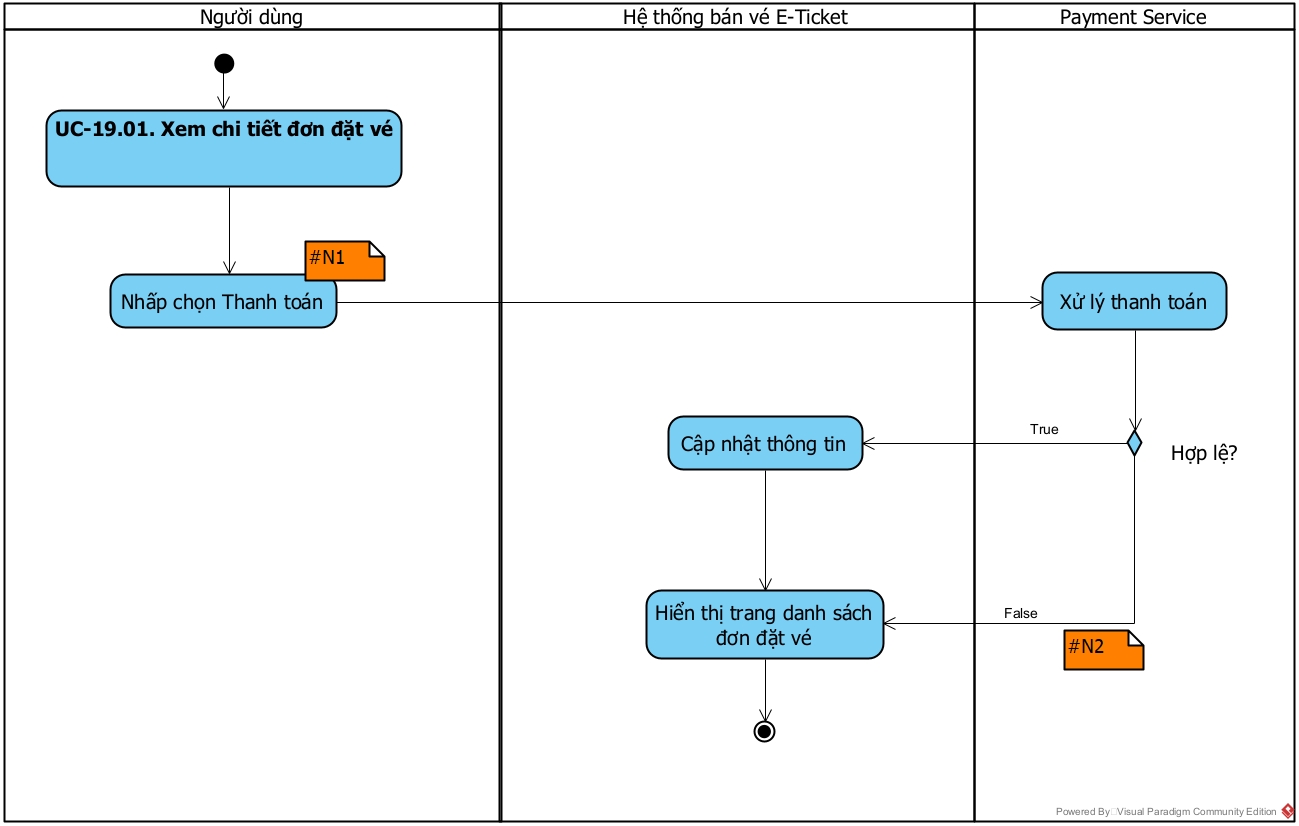 Người dùng
Hệ thống bán vé E-Ticket
Payment Service
UC-19.01. Xem chi tiết đơn đặt vé
#N1
Nhấp chọn Thanh toán
Xử lý thanh toán
True
Cập nhật thông tin
Hợp lệ?
Hiển thị trang danh sách
đơn đặt vé
False
#N2
Powered By Visual Paradigm Community Edition